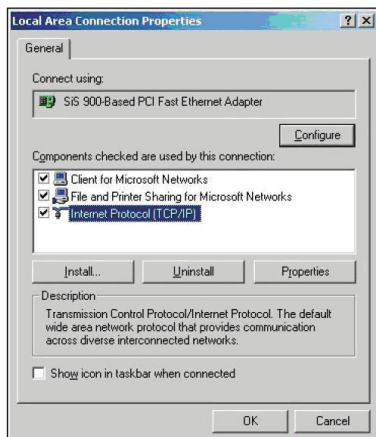 Local Area Connection Properties
General
Connect using:
SiS 900-Based PCI Fast Ethernet Adapter
Configure
Components checked are used by this connection:
Client for Microsoft Networks
File and Printer Sharing for Microsoft Networks
Internet Protocol (TCP/IP)
Install...
Uninstall
Properties
Description
Transmission Control Protocol/Internet Protocol. The default
wide area network protocol that provides communication
across diverse interconnected networks.
Show icon in taskbar when connected
OK
Cancel